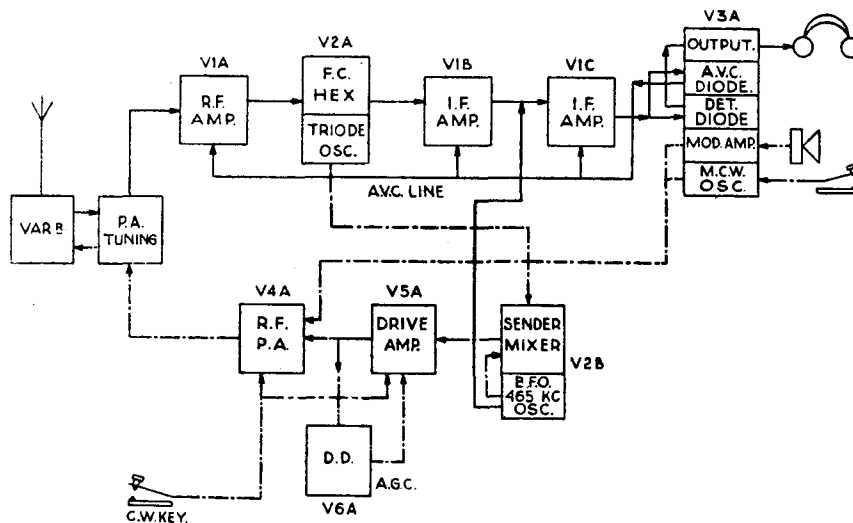 V3A
OUTPUT.
A.V.C.
DIODE.
DET.
DIODE
MOD. AMP.
M.C.W.
OSC.
V1A
R.F.
AMP.
V2A
F.C.
HEX
TRIODE
OSC.
V1B
I.F.
AMP.
V1C
I.F.
AMP.
A.V.C. LINE
VAR B.
P.A.
TUNING
V4A
R.F.
P.A.
V5A
DRIVE
AMP.
SENDER
MIXER
V2B
B.F.O.
465 KC
OSC.
D.D.
V6A
A.G.C.
C.W. KEY.